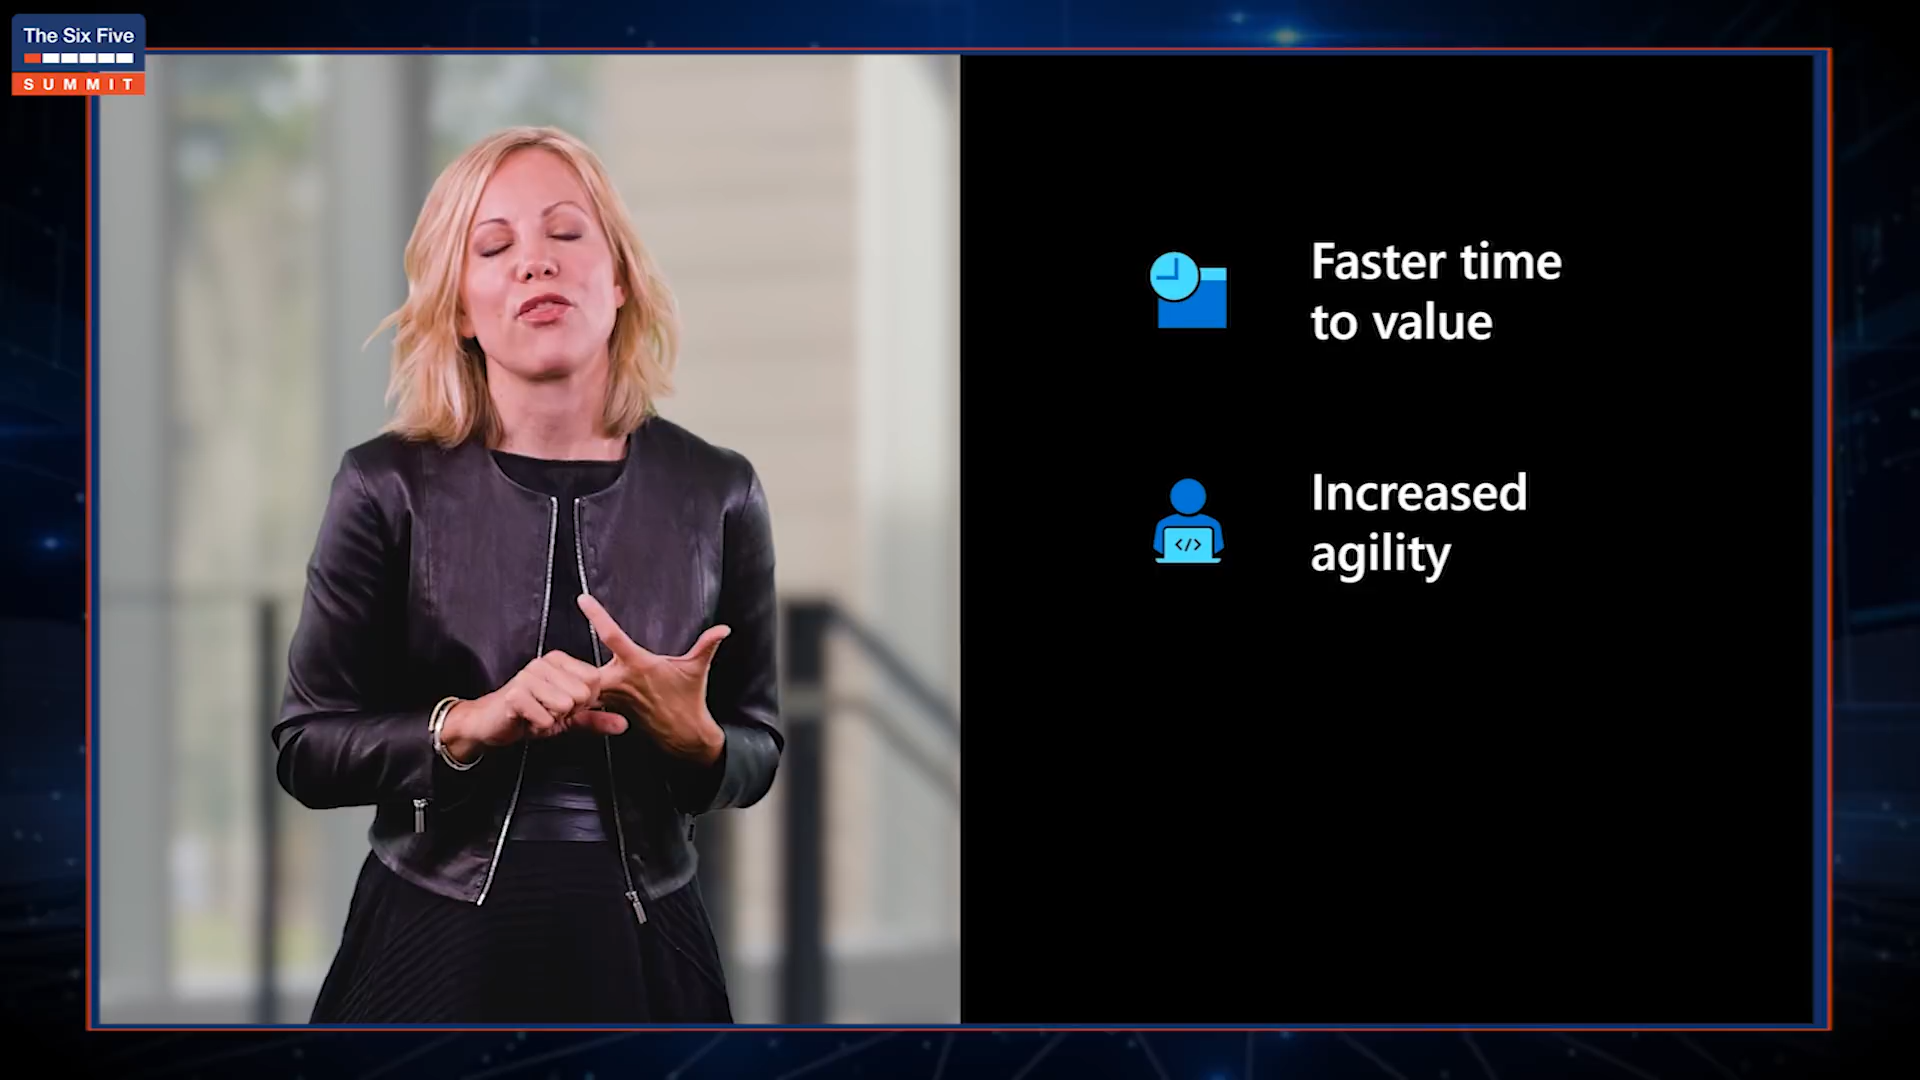 The Six Five
SUMMIT
Faster time
to value
Increased
agility
</>